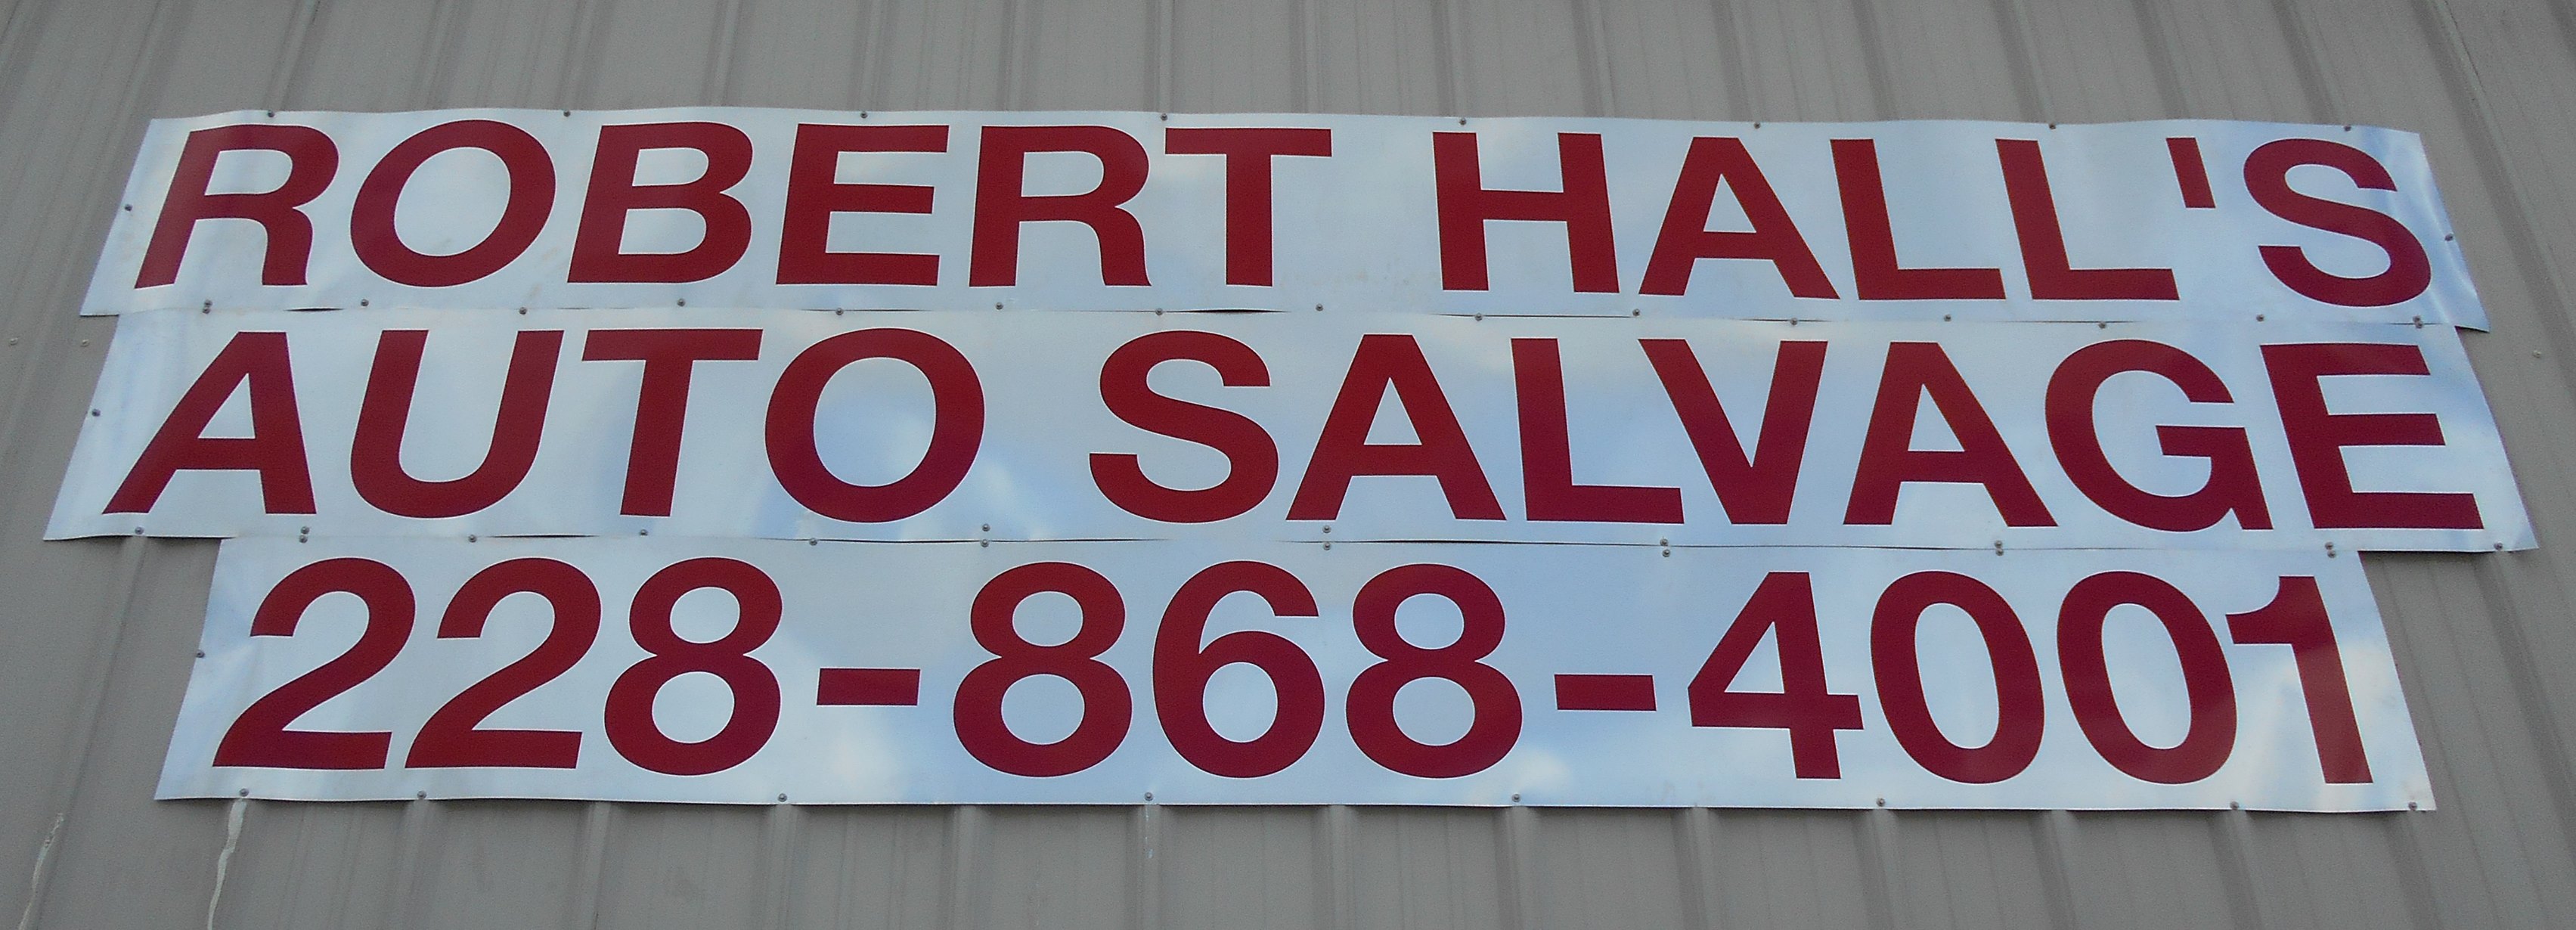 ROBERT HALL'S
AUTO SALVAGE
228-868-4001